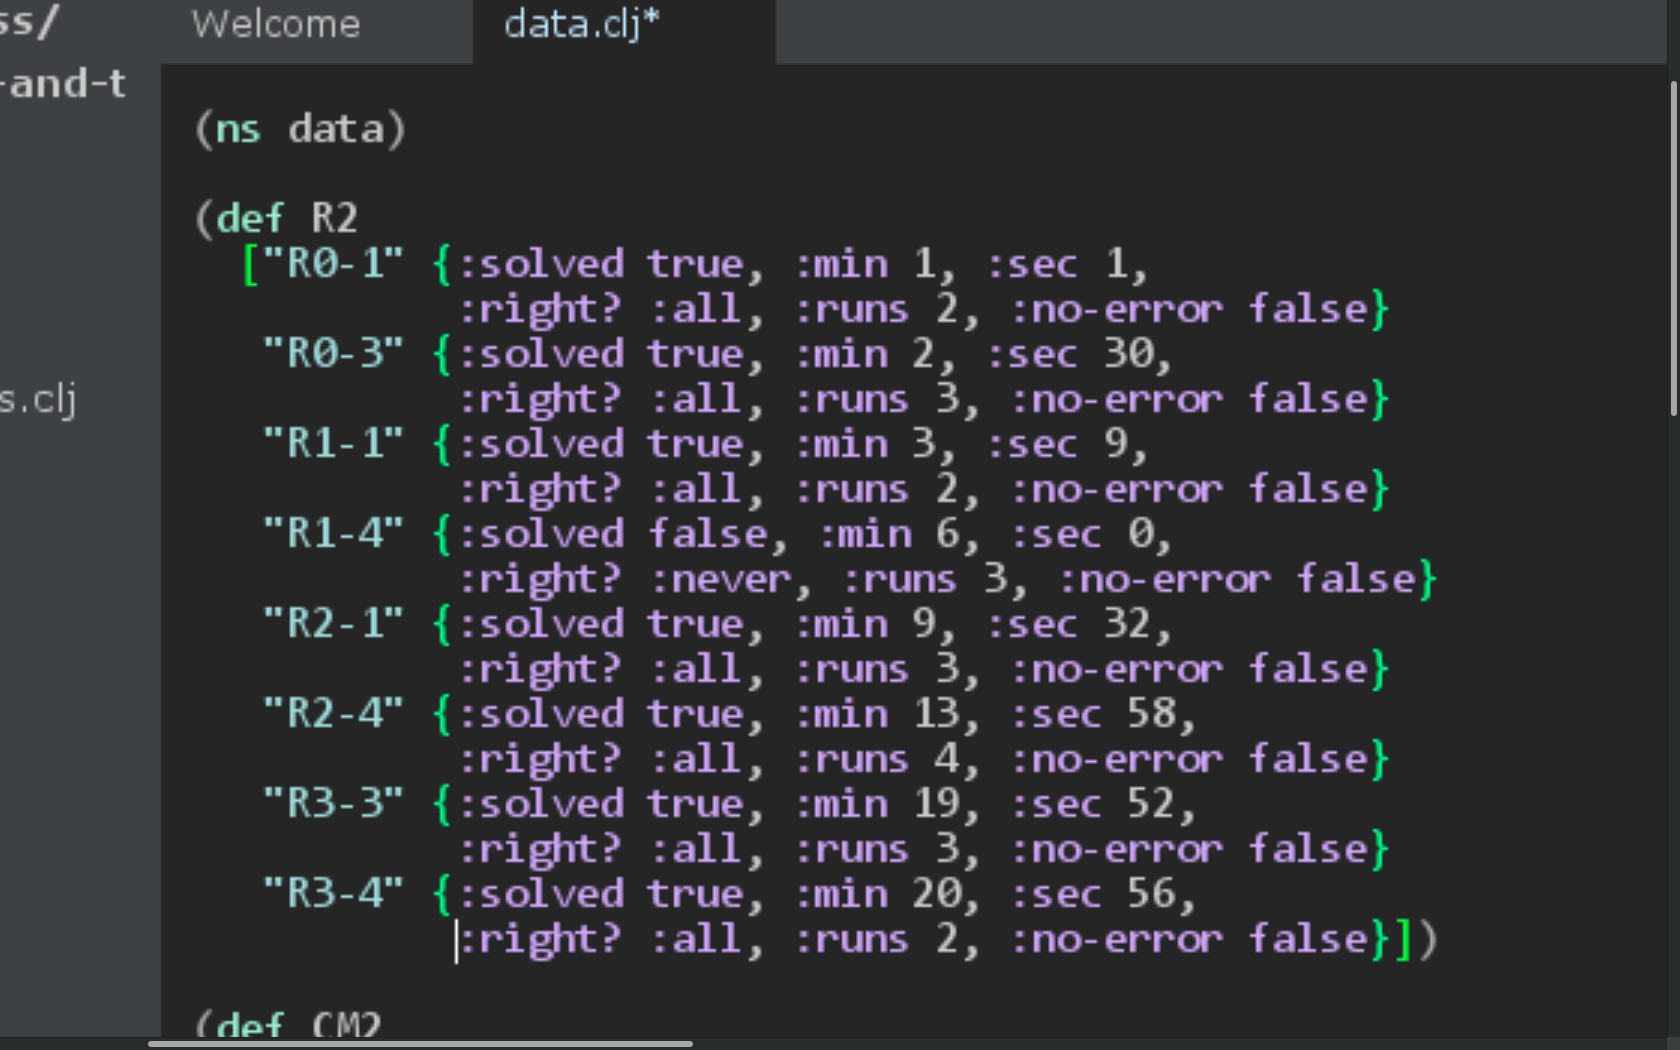 ss/
-and-t
s.clj
Welcome
data.clj*
(ns data)
(def R2
["R0-1" {:solved true, :min 1, :sec 1,
:right? :all, :runs 2, :no-error false}
"R0-3" {:solved true, :min 2, :sec 30,
:right? :all, :runs 3, :no-error false}
"R1-1" {:solved true, :min 3, :sec 9,
:right? :all, :runs 2, :no-error false}
"R1-4" {:solved false, :min 6, :sec 0,
:right? :never, :runs 3, :no-error false}
"R2-1" {:solved true, :min 9, :sec 32,
:right? :all, :runs 3, :no-error false}
"R2-4" {:solved true, :min 13, :sec 58,
:right? :all, :runs 4, :no-error false}
"R3-3" {:solved true, :min 19, :sec 52,
:right? :all, :runs 3, :no-error false}
"R3-4" {:solved true, :min 20, :sec 56,
:right? :all, :runs 2, :no-error false}])
(def CM2